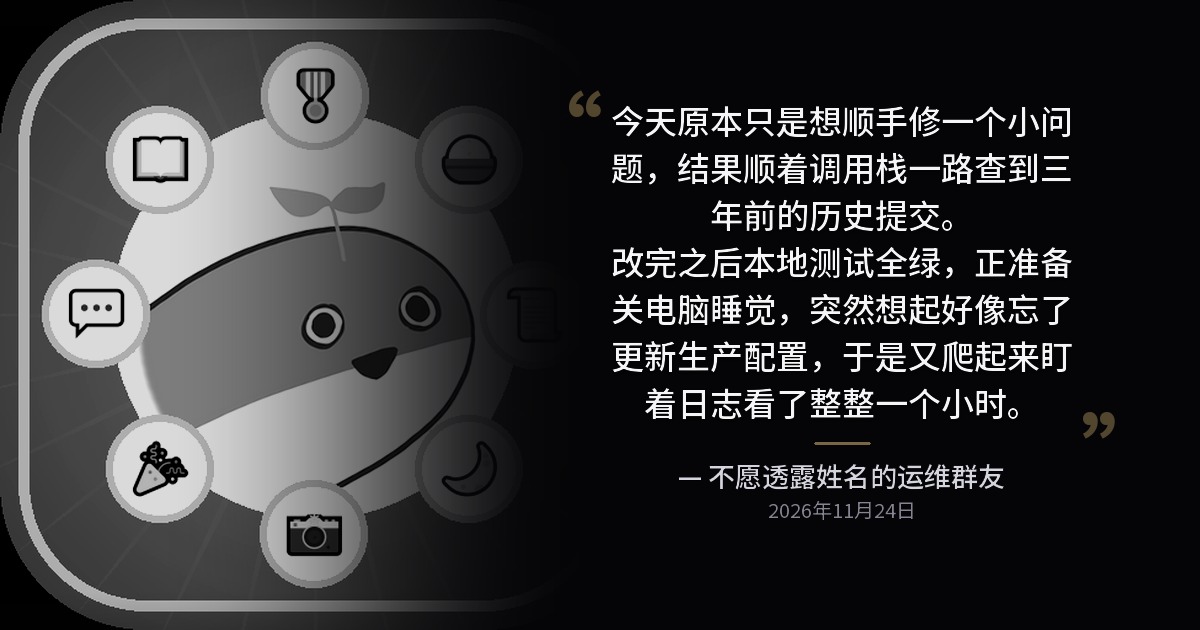 “今天原本只是想顺手修一个小问
题，结果顺着调用栈一路查到三
年前的历史提交。
改完之后本地测试全绿，正准备
关电脑睡觉，突然想起好像忘了
更新生产配置，于是又爬起来盯
着日志看了整整一个小时。”
— 不愿透露姓名的运维群友
2026年11月24日